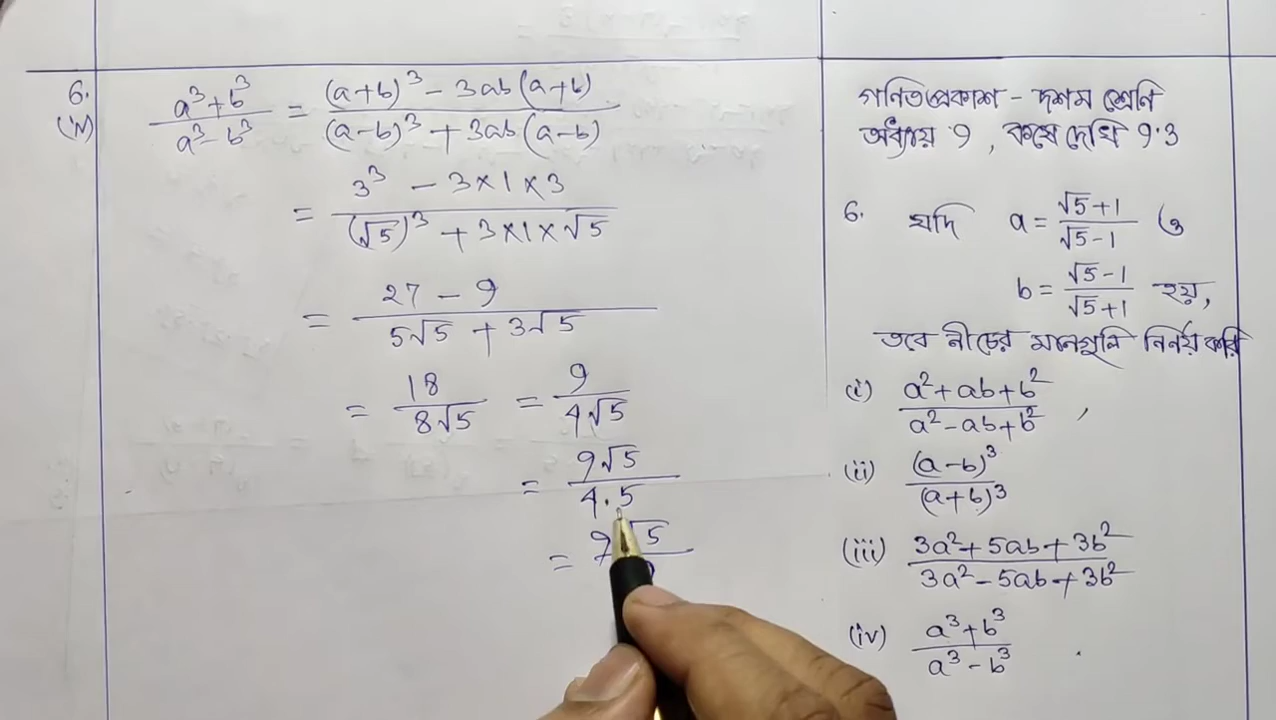 6.
(iv) a³+b³/a³-b³ = (a+b)³ - 3ab(a+b)/(a-b)³ + 3ab(a-b)
= 3³ - 3×1×3/(√5)³ + 3×1×√5
= 27 - 9/5√5 + 3√5
= 18/8√5 = 9/4√5
= 9√5/4.5
= 9√5/
গনিতপ্রকাশ - দশম শ্রেনি
অধ্যায় 9, কষে দেখি 9.3
6. যদি a = √5+1/√5-1 ও
b = √5-1/√5+1 হয়,
তবে নীচের মানগুলি নির্নয় করি
(i) a²+ab+b²/a²-ab+b² ,
(ii) (a-b)³/(a+b)³
(iii) 3a²+5ab+3b²/3a²-5ab+3b²
(iv) a³+b³/a³-b³ .